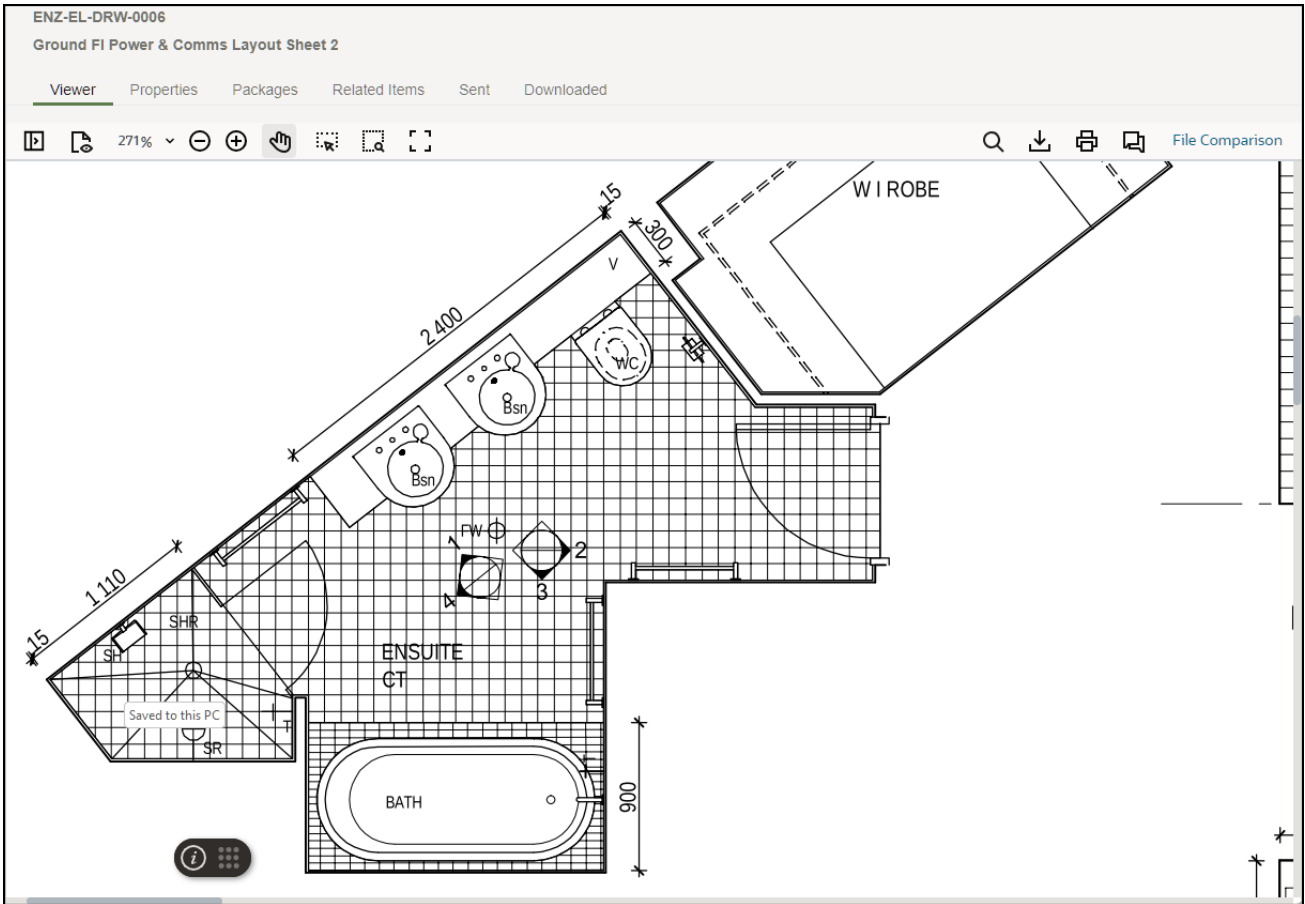 ENZ-EL-DRW-0006
Ground Fl Power & Comms Layout Sheet 2
Viewer Properties Packages Related Items Sent Downloaded
271% File Comparison
W I ROBE
15
300
V
2 400
WC
Bsn
Bsn
FW
1
2
4
3
1 110
15
SHR
SH
ENSUITE
CT
Saved to this PC
T
SR
BATH
900
i